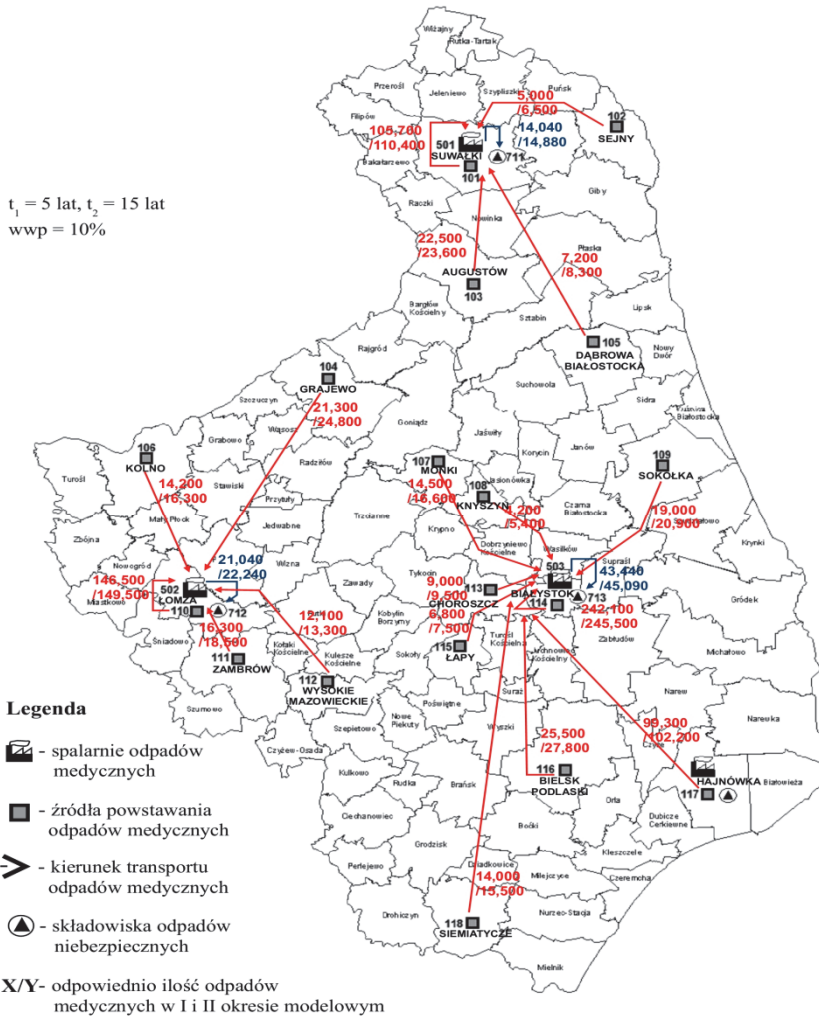 Wiżajny
Rutka-Tartak
Przerośl
Jeleniewo
Szypliszki
Puńsk
Filipów
5,000
/6,500
102
SEJNY
105,700
/110,400
501
SUWAŁKI
101
14,040
/14,880
711
Bakałarzewo
t₁ = 5 lat, t₂ = 15 lat
wwp = 10%
Raczki
Nowinka
Giby
22,500
/23,600
Płaska
7,200
/8,300
AUGUSTÓW
103
Bargłów
Kościelny
Sztabin
Lipsk
105
DĄBROWA
BIAŁOSTOCKA
Nowy
Dwór
Rajgród
104
GRAJEWO
Suchowola
Szczuczyn
21,300
/24,800
Sidra
Kuźnica
Białostocka
Wąsosz
Goniądz
Grabowo
Jaświły
Korycin
Janów
106
KOLNO
Radziłów
107
MOŃKI
109
SOKÓŁKA
Turośl
14,200
/16,300
Stawiski
14,500
/16,600
108
KNYSZYN
Jasionówka
Przytuły
Mały Płock
Jedwabne
Trzcianne
4,200
/5,400
Czarna
Białostocka
19,000
/20,900
Zbójna
Krypno
Dobrzyniewo
Kościelne
Wasilków
Krynki
Nowogród
21,040
/22,240
Wizna
Tykocin
503
Supraśl
146,500
/149,500
502
ŁOMŻA
110
712
Zawady
9,000
/9,500
113
CHOROSZCZ
BIAŁYSTOK
114
43,440
/45,090
713
Miastkowo
Gródek
16,300
/18,500
12,100
/13,300
Kobylin
Borzymy
6,800
/7,500
242,100
/245,500
Śniadowo
Kołaki
Kościelne
Kulesze
Kościelne
Sokoły
115
ŁAPY
Turośl
Kościelna
Juchnowiec
Kościelny
Zabłudów
Michałowo
111
ZAMBRÓW
112
WYSOKIE
MAZOWIECKIE
Suraż
Narew
Szumowo
Poświętne
Nowe
Piekuty
Szepietowo
Wyszki
25,500
/27,800
99,300
/102,200
Narewka
Czyże
Czyżew-Osada
HAJNÓWKA
117
Białowieża
Kulkowo
Rudka
Brańsk
116
BIELSK
PODLASKI
Orla
Ciechanowiec
Boćki
Dubicze
Cerkiewne
Grodzisk
Kleszczele
Perlejewo
Dziadkowice
14,000
/15,500
Milejczyce
Czeremcha
Drohiczyn
118
SIEMIATYCZE
Nurzec-Stacja
Mielnik
Legenda
- spalarnie odpadów
medycznych
- źródła powstawania
odpadów medycznych
- kierunek transportu
odpadów medycznych
- składowiska odpadów
niebezpiecznych
X/Y- odpowiednio ilość odpadów
medycznych w I i II okresie modelowym